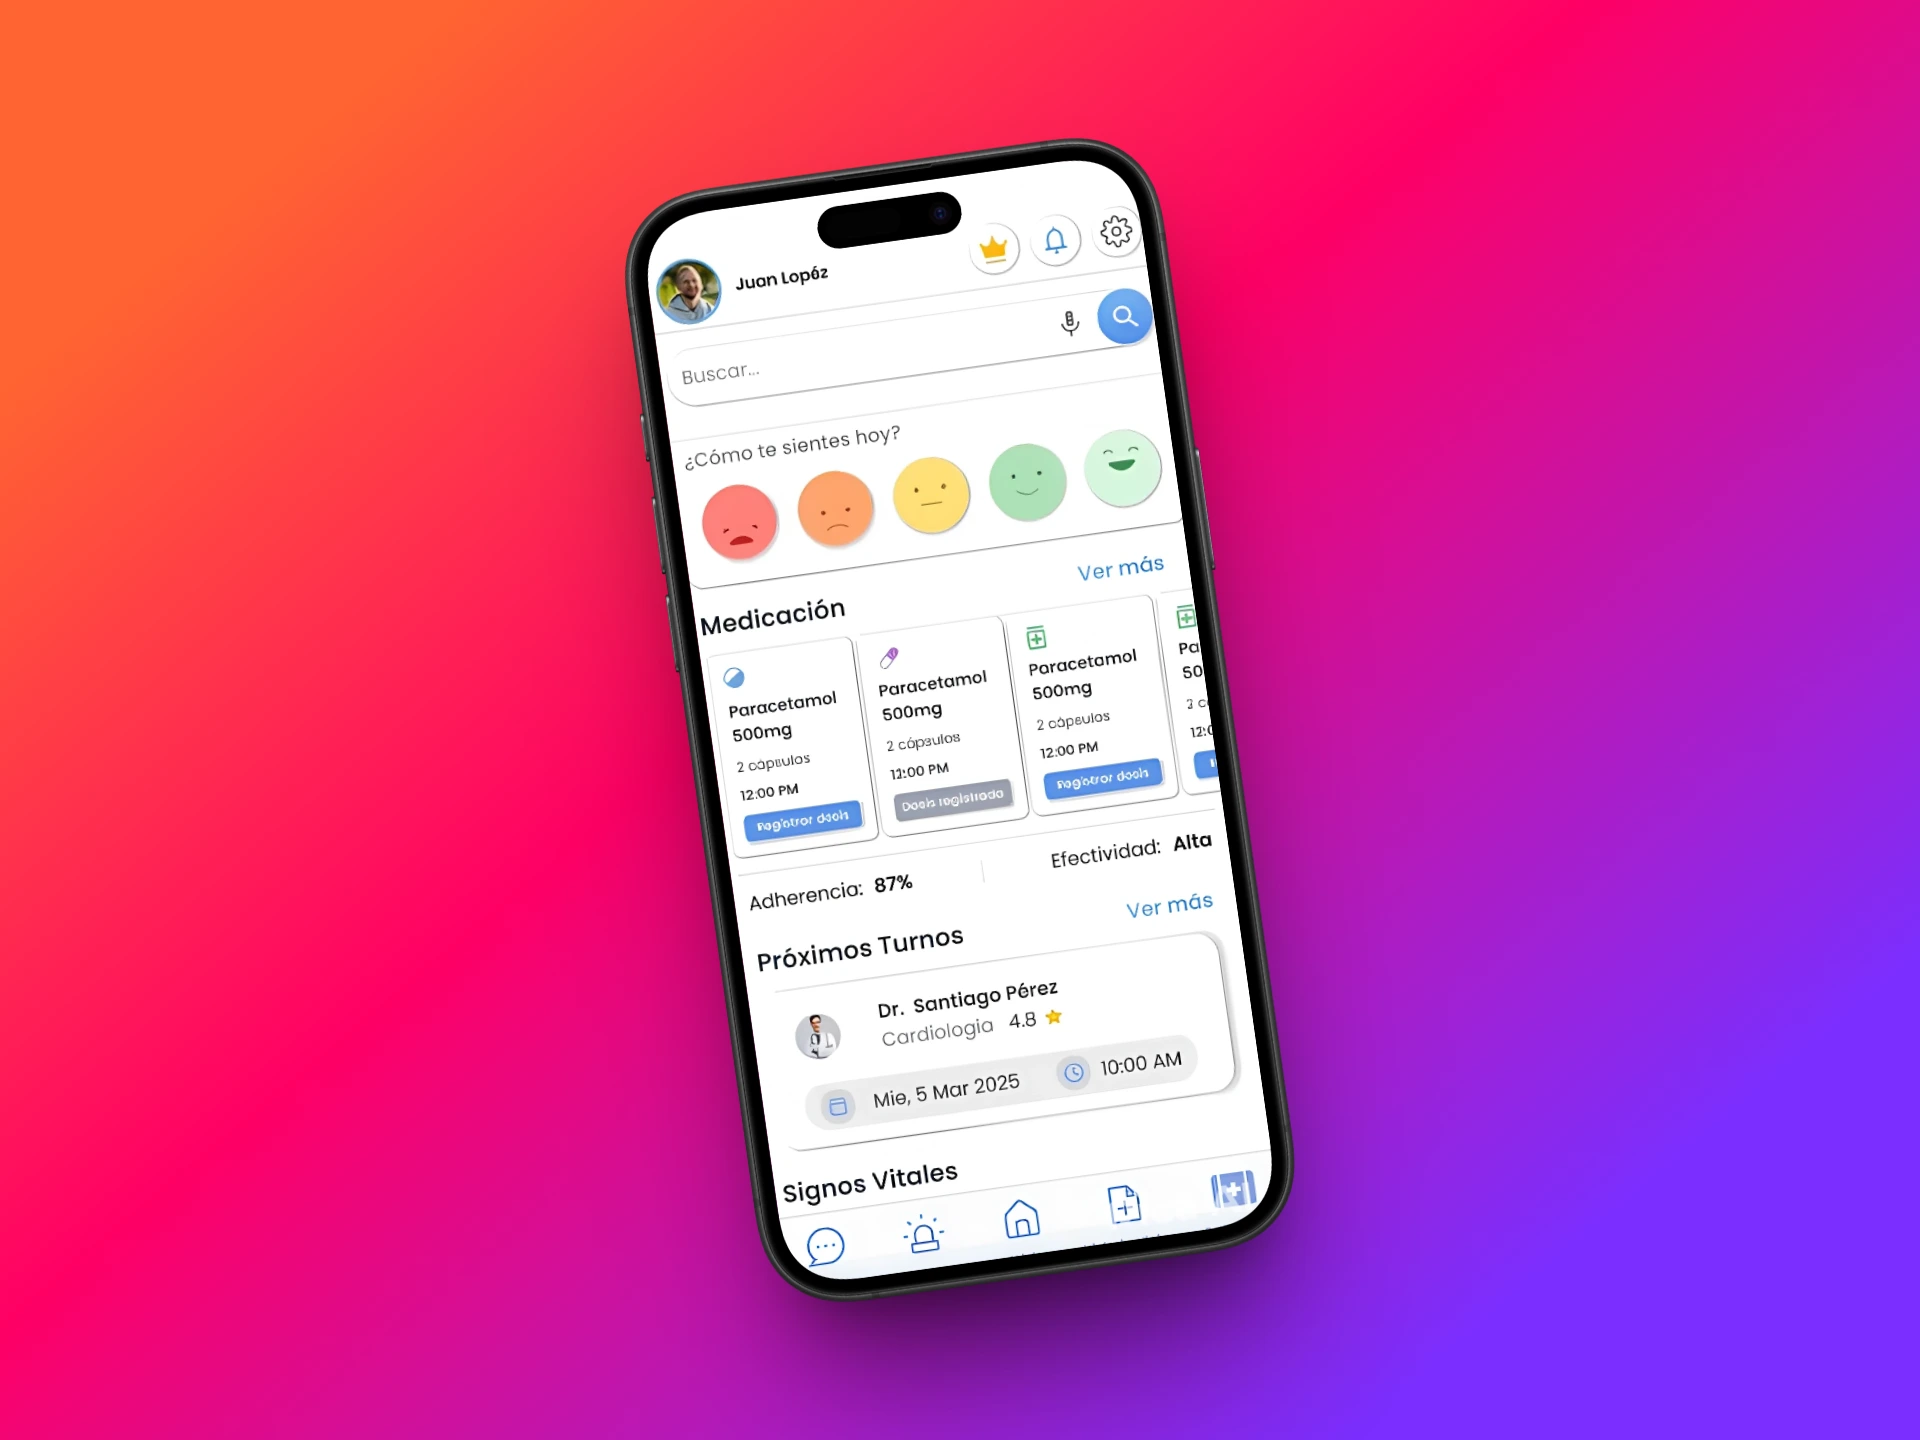 Juan Lopéz
Buscar...
¿Cómo te sientes hoy?
Ver más
Medicación
Paracetamol
500mg
2 cápsulas
12:00 PM
Registrar dosis
Paracetamol
500mg
2 cápsulas
12:00 PM
Dosis registrada
Paracetamol
500mg
2 cápsulas
12:00 PM
Registrar dosis
Pa
50
2 c
12:0
Adherencia: 87%
Efectividad: Alta
Ver más
Próximos Turnos
Dr. Santiago Pérez
Cardiologia 4.8
Mie, 5 Mar 2025
10:00 AM
Signos Vitales